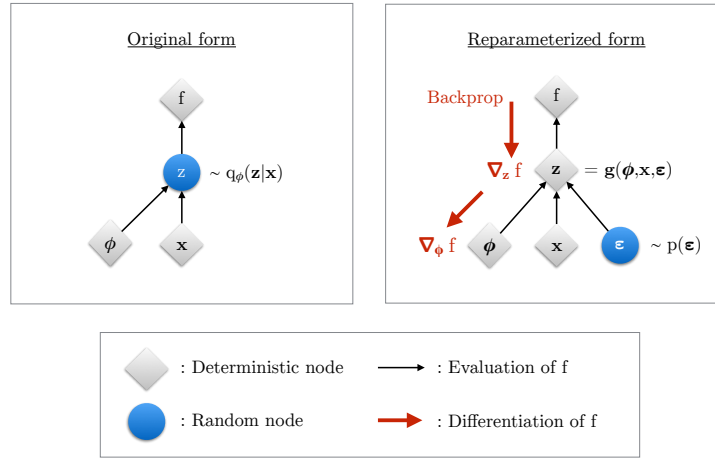 Original form
f
z ~ qϕ(z|x)
ϕ x
Reparameterized form
f
Backprop
∇z f z = g(ϕ,x,ε)
∇ϕ f ϕ x ε ~ p(ε)
: Deterministic node : Evaluation of f
: Random node : Differentiation of f